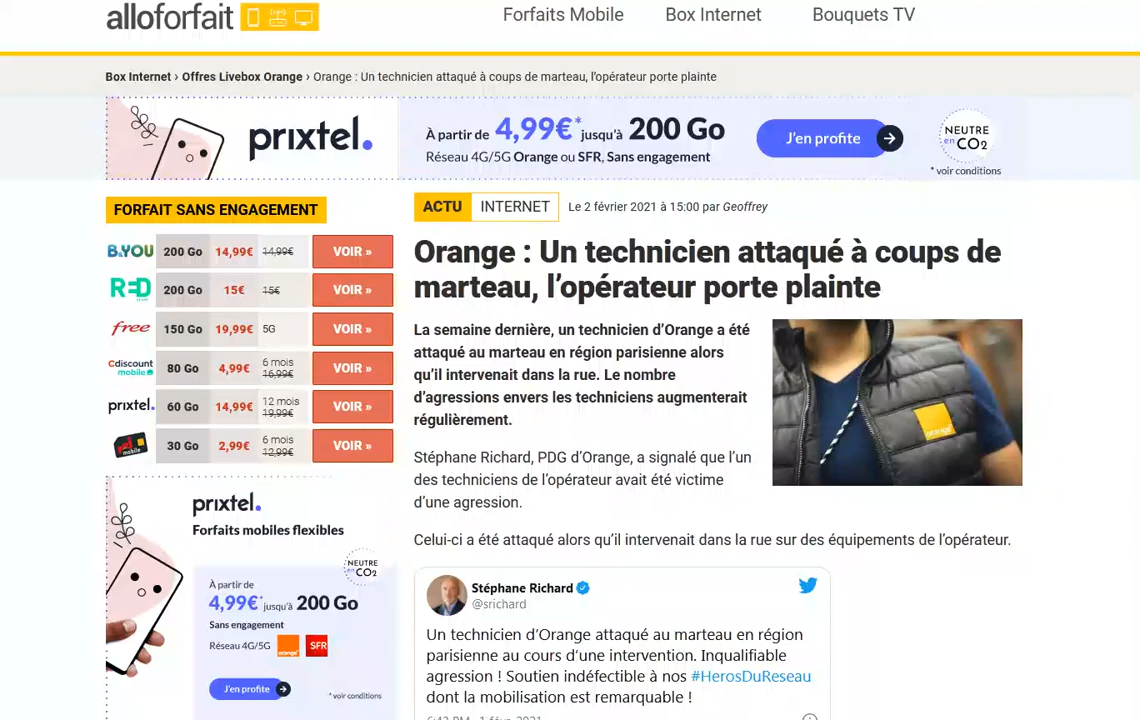 alloforfait
Forfaits Mobile
Box Internet
Bouquets TV
Box Internet › Offres Livebox Orange › Orange : Un technicien attaqué à coups de marteau, l’opérateur porte plainte
prixtel.
À partir de 4,99€* jusqu’à 200 Go
Réseau 4G/5G Orange ou SFR, Sans engagement
J’en profite
NEUTRE
en CO2
* voir conditions
FORFAIT SANS ENGAGEMENT
B&YOU 200 Go 14,99€ 14,99€ VOIR »
RED 200 Go 15€ 15€ VOIR »
free 150 Go 19,99€ 5G VOIR »
Cdiscount
mobile 80 Go 4,99€ 6 mois
16,99€ VOIR »
prixtel. 60 Go 14,99€ 12 mois
19,99€ VOIR »
mobile 30 Go 2,99€ 6 mois
12,99€ VOIR »
prixtel.
Forfaits mobiles flexibles
NEUTRE
en CO2
À partir de
4,99€* jusqu’à 200 Go
Sans engagement
Réseau 4G/5G orange SFR
J’en profite
* voir conditions
ACTU INTERNET Le 2 février 2021 à 15:00 par Geoffrey
Orange : Un technicien attaqué à coups de
marteau, l’opérateur porte plainte
La semaine dernière, un technicien d’Orange a été
attaqué au marteau en région parisienne alors
qu’il intervenait dans la rue. Le nombre
d’agressions envers les techniciens augmenterait
régulièrement.
orange
Stéphane Richard, PDG d’Orange, a signalé que l’un
des techniciens de l’opérateur avait été victime
d’une agression.
Celui-ci a été attaqué alors qu’il intervenait dans la rue sur des équipements de l’opérateur.
Stéphane Richard
@srichard
Un technicien d’Orange attaqué au marteau en région
parisienne au cours d’une intervention. Inqualifiable
agression ! Soutien indéfectible à nos #HerosDuReseau
dont la mobilisation est remarquable !